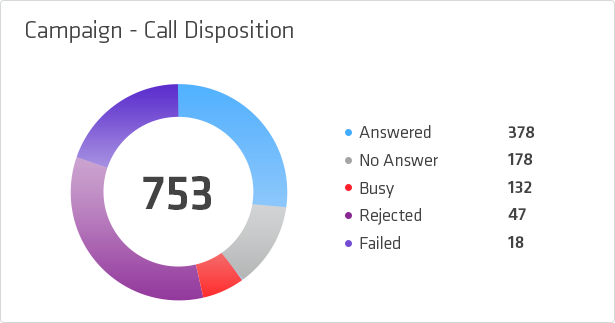 Campaign - Call Disposition
753
Answered 378
No Answer 178
Busy 132
Rejected 47
Failed 18